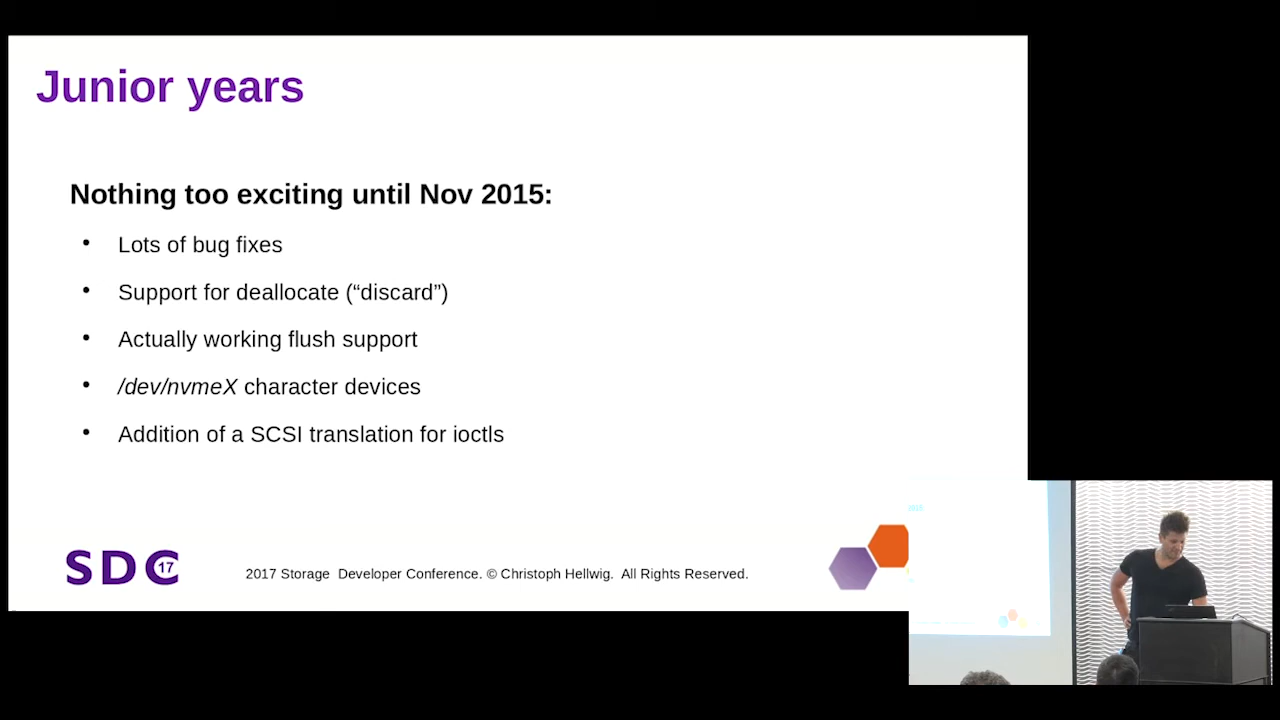 Junior years
Nothing too exciting until Nov 2015:
• Lots of bug fixes
• Support for deallocate (“discard”)
• Actually working flush support
• /dev/nvmeX character devices
• Addition of a SCSI translation for ioctls
SDC 17
2017 Storage Developer Conference. © Christoph Hellwig. All Rights Reserved.